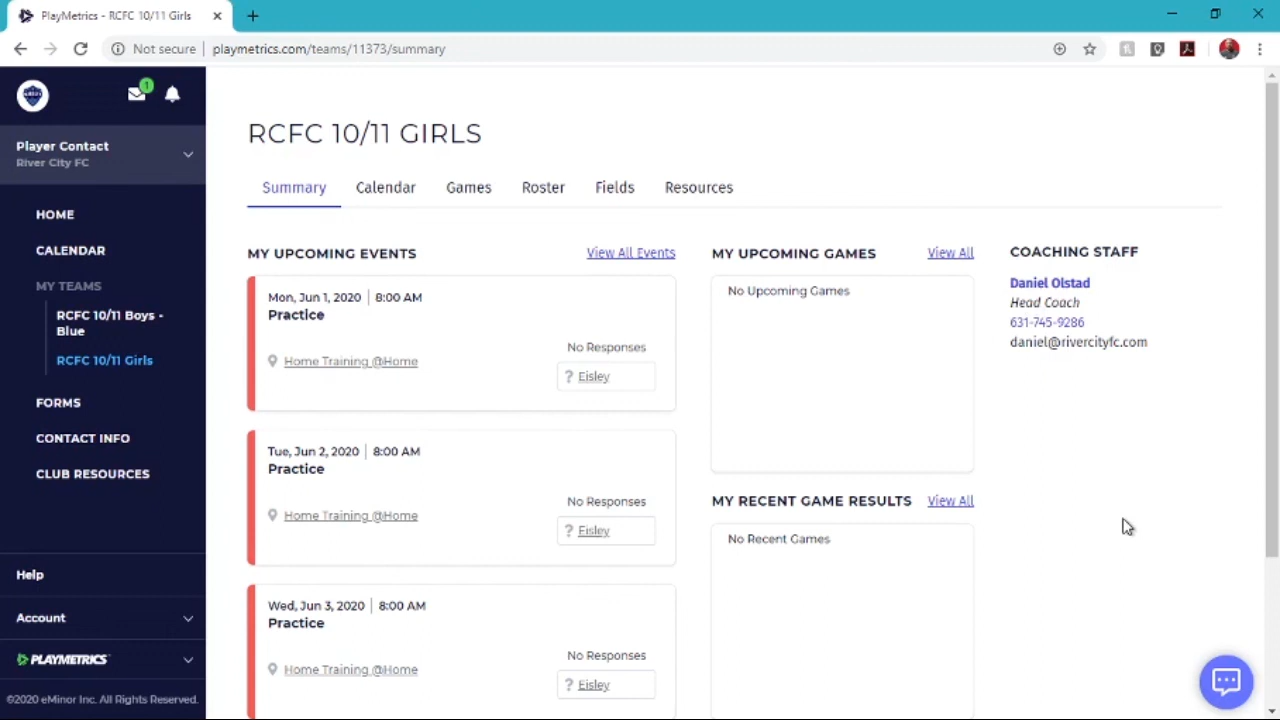 PlayMetrics - RCFC 10/11 Girls
Not secure
playmetrics.com/teams/11373/summary
1
Player Contact
River City FC
HOME
CALENDAR
MY TEAMS
RCFC 10/11 Boys -
Blue
RCFC 10/11 Girls
FORMS
CONTACT INFO
CLUB RESOURCES
Help
Account
PLAYMETRICS
©2020 eMinor Inc. All Rights Reserved.
RCFC 10/11 GIRLS
Summary
Calendar
Games
Roster
Fields
Resources
MY UPCOMING EVENTS
View All Events
Mon, Jun 1, 2020 | 8:00 AM
Practice
Home Training @Home
No Responses
? Eisley
Tue, Jun 2, 2020 | 8:00 AM
Practice
Home Training @Home
No Responses
? Eisley
Wed, Jun 3, 2020 | 8:00 AM
Practice
Home Training @Home
No Responses
? Eisley
MY UPCOMING GAMES
View All
No Upcoming Games
MY RECENT GAME RESULTS
View All
No Recent Games
COACHING STAFF
Daniel Olstad
Head Coach
631-745-9286
daniel@rivercityfc.com